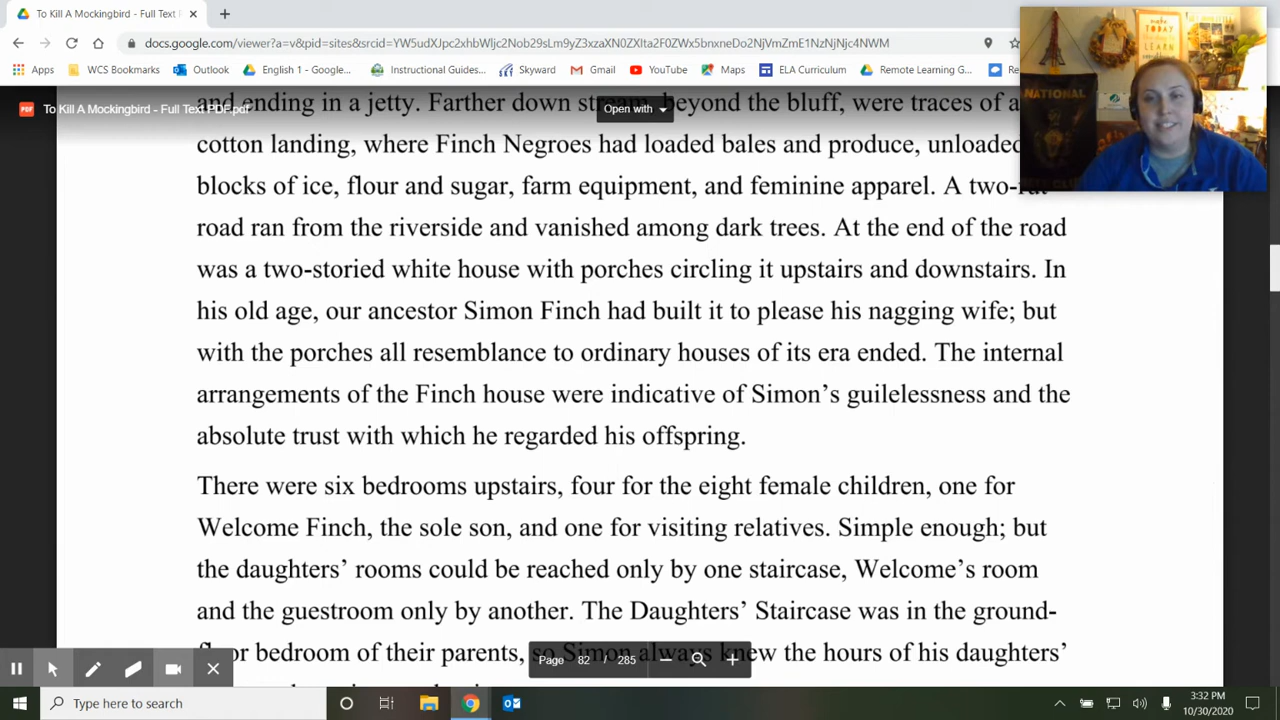 To Kill A Mockingbird - Full Text
docs.google.com/viewer?a=v&pid=sites&srcid=YW5udXJpc2xhbWljc2Nob29sLm9yZ3xzaXN0ZXIta2F0ZWx5bnxneDo2NjVmZmE1NzNjNjc4NWM
Apps
WCS Bookmarks
Outlook
English 1 - Google...
Instructional Guides...
Skyward
Gmail
YouTube
Maps
ELA Curriculum
Remote Learning G...
make TODAY
LEARN
NATIONAL
To Kill A Mockingbird - Full Text PDF.pdf
Open with
and ending in a jetty. Farther down stream, beyond the bluff, were traces of a
cotton landing, where Finch Negroes had loaded bales and produce, unloaded
blocks of ice, flour and sugar, farm equipment, and feminine apparel. A two-rut
road ran from the riverside and vanished among dark trees. At the end of the road
was a two-storied white house with porches circling it upstairs and downstairs. In
his old age, our ancestor Simon Finch had built it to please his nagging wife; but
with the porches all resemblance to ordinary houses of its era ended. The internal
arrangements of the Finch house were indicative of Simon’s guilelessness and the
absolute trust with which he regarded his offspring.
There were six bedrooms upstairs, four for the eight female children, one for
Welcome Finch, the sole son, and one for visiting relatives. Simple enough; but
the daughters’ rooms could be reached only by one staircase, Welcome’s room
and the guestroom only by another. The Daughters’ Staircase was in the ground-
floor bedroom of their parents, so Simon always knew the hours of his daughters’
Page 82 / 285
Type here to search
3:32 PM
10/30/2020